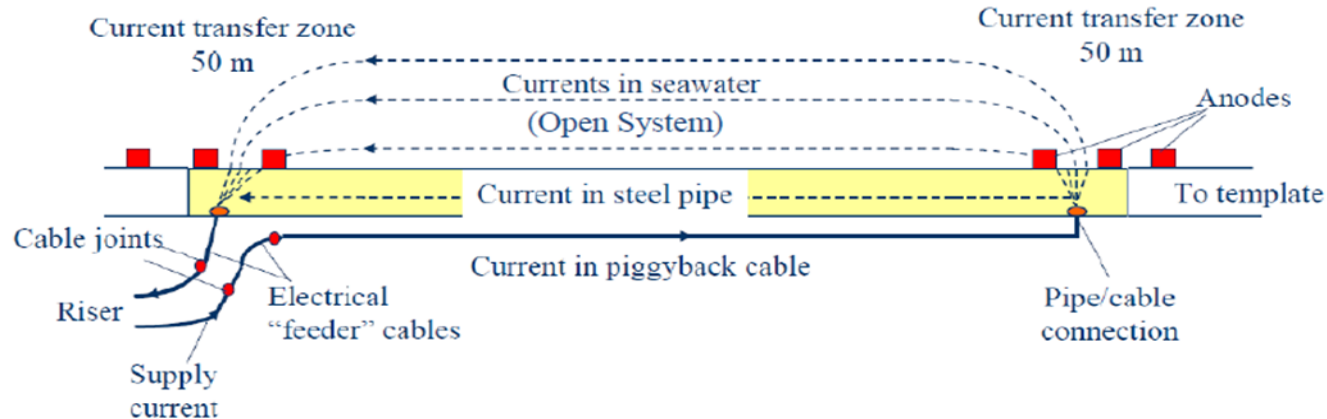 Current transfer zone
50 m
Current transfer zone
50 m
Currents in seawater
(Open System)
Anodes
Current in steel pipe
To template
Cable joints
Current in piggyback cable
Riser
Electrical
“feeder” cables
Pipe/cable
connection
Supply
current